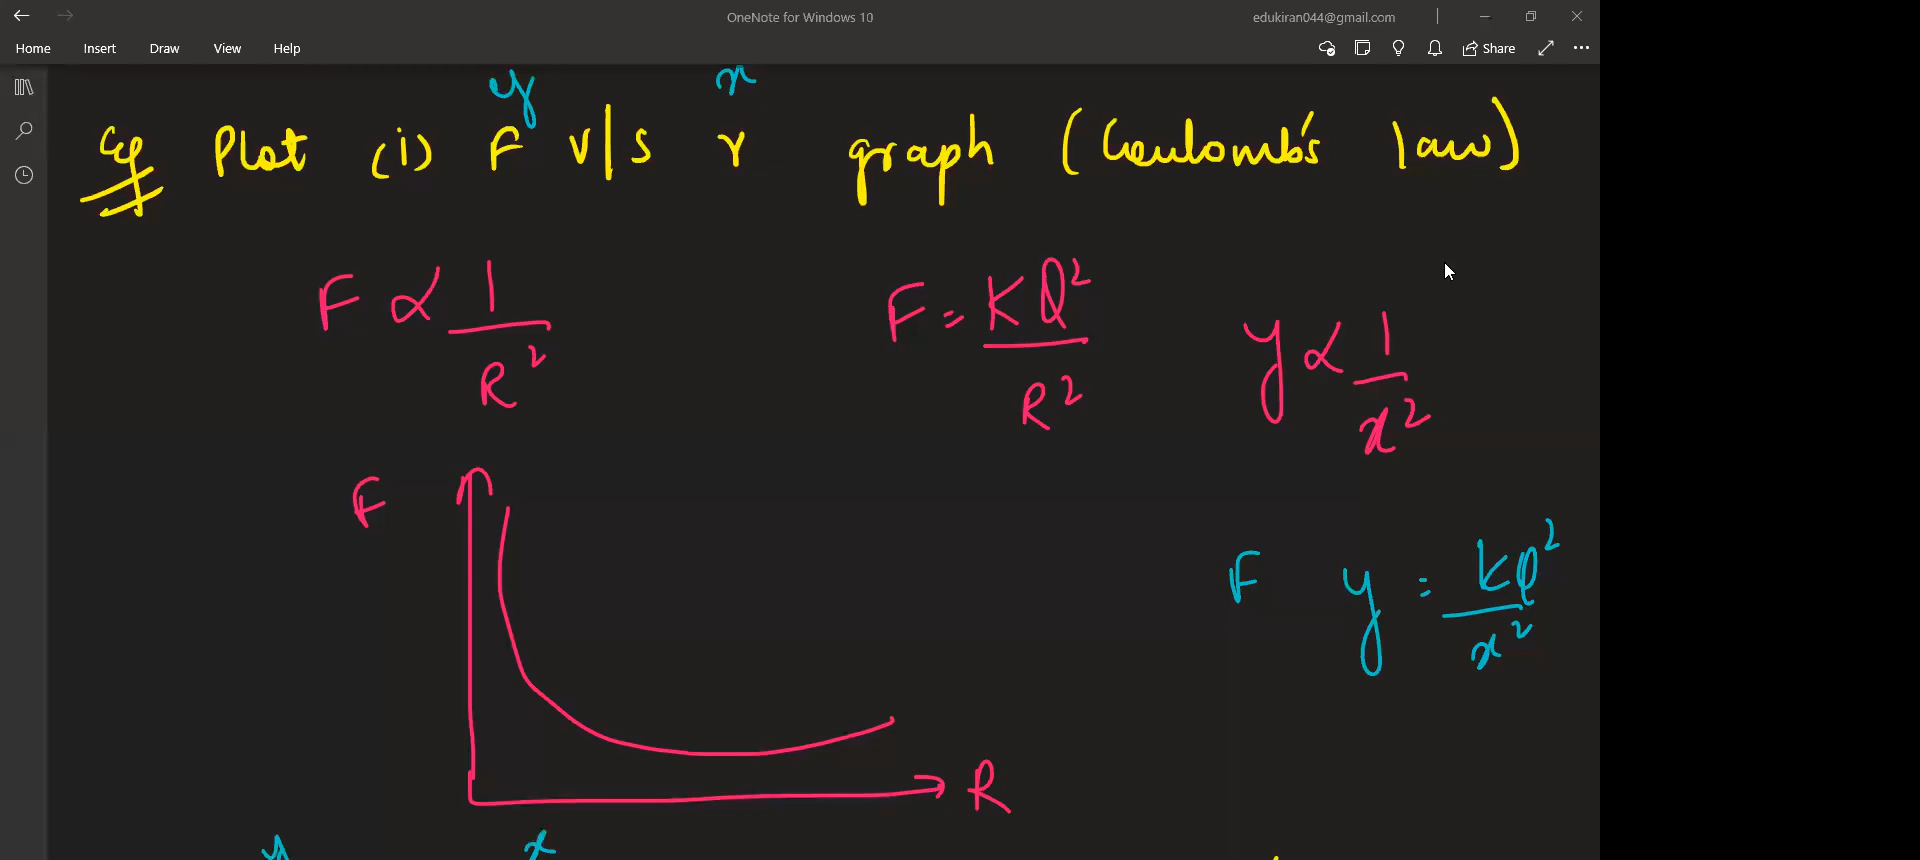 OneNote for Windows 10
edukiran044@gmail.com
Home Insert Draw View Help
Share
y x
Eg Plot (i) F v/s r graph (Coulomb's law)
F ∝ 1/R² F = KQ²/R² y ∝ 1/x²
F
F y = kQ²/x²
R
y x